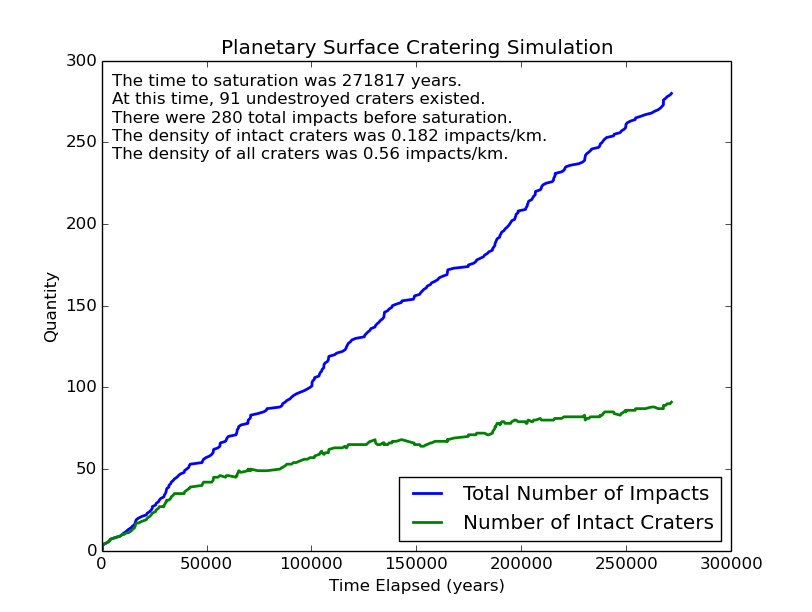 Planetary Surface Cratering Simulation
300
The time to saturation was 271817 years.
At this time, 91 undestroyed craters existed.
There were 280 total impacts before saturation.
The density of intact craters was 0.182 impacts/km.
The density of all craters was 0.56 impacts/km.
250
200
150
100
50
0
Quantity
Total Number of Impacts
Number of Intact Craters
0 50000 100000 150000 200000 250000 300000
Time Elapsed (years)